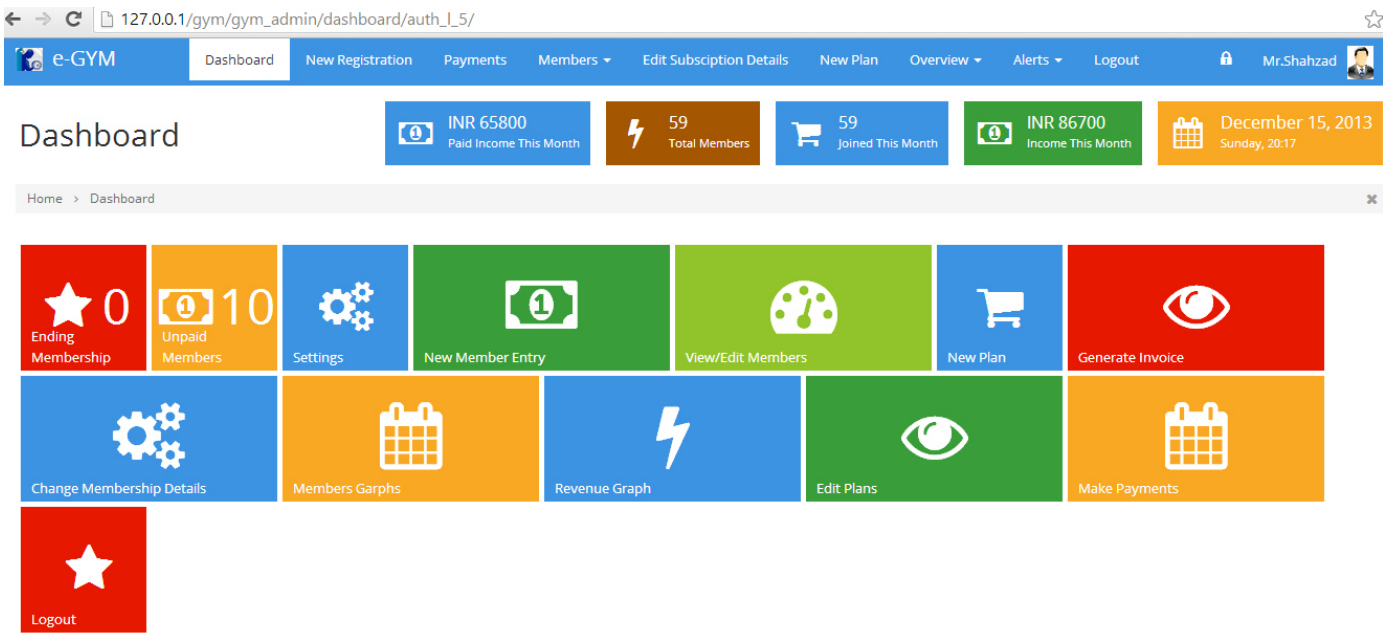 127.0.0.1/gym/gym_admin/dashboard/auth_l_5/
e-GYM Dashboard New Registration Payments Members Edit Subsciption Details New Plan Overview Alerts Logout Mr.Shahzad
Dashboard
INR 65800
Paid Income This Month
59
Total Members
59
Joined This Month
INR 86700
Income This Month
December 15, 2013
Sunday, 20:17
Home > Dashboard
0
Ending
Membership
10
Unpaid
Members
Settings
1
New Member Entry
View/Edit Members
New Plan
Generate Invoice
Change Membership Details
Members Garphs
Revenue Graph
Edit Plans
Make Payments
Logout